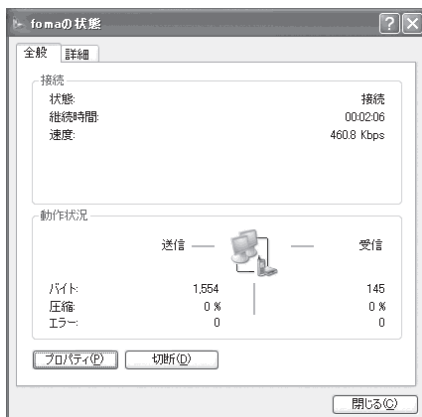 fomaの状態
全般 詳細
接続
状態: 接続
継続時間: 00:02:06
速度: 460.8 Kbps
動作状況
送信 受信
バイト: 1,554 145
圧縮: 0 % 0 %
エラー: 0 0
プロパティ(P) 切断(D)
閉じる(C)